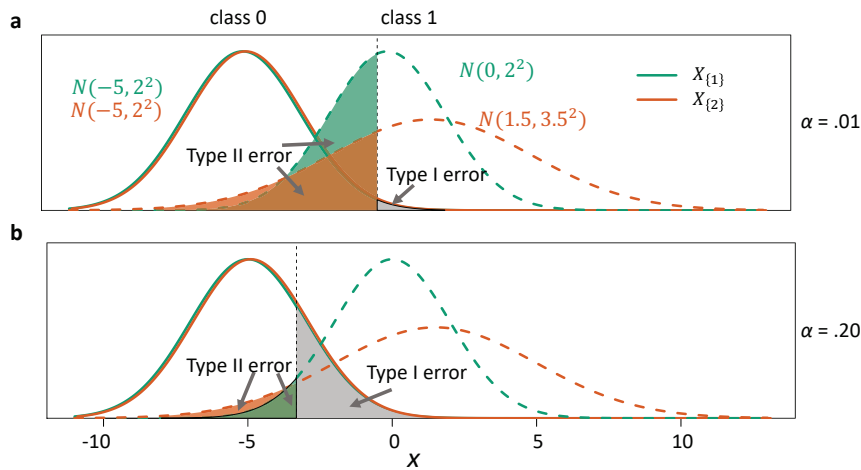 class 0 class 1
a
N(−5, 2²)
N(−5, 2²)
N(0, 2²)
N(1.5, 3.5²)
X{1}
X{2}
α = .01
Type II error
Type I error
b
Type II error
Type I error
α = .20
-10 -5 0 5 10
X